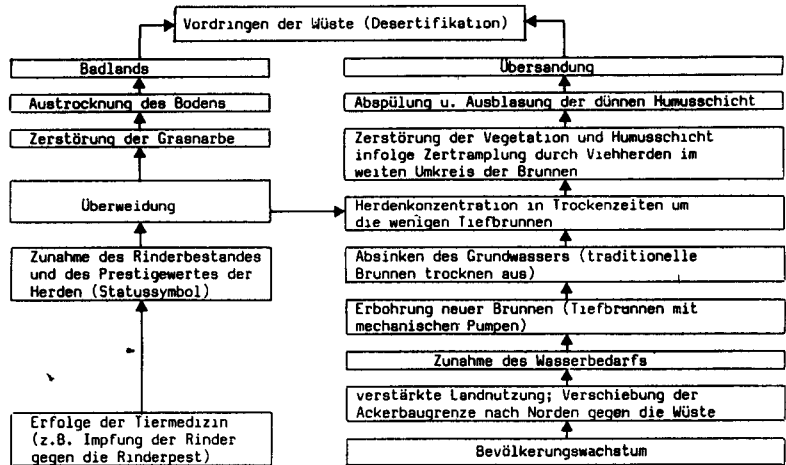 Vordringen der Wüste (Desertifikation)
Badlands
Austrocknung des Bodens
Zerstörung der Grasnarbe
Überweidung
Zunahme des Rinderbestandes
und des Prestigewertes der
Herden (Statussymbol)
Erfolge der Tiermedizin
(z.B. Impfung der Rinder
gegen die Rinderpest)
Übersandung
Abspülung u. Ausblasung der dünnen Humusschicht
Zerstörung der Vegetation und Humusschicht
infolge Zertramplung durch Viehherden im
weiten Umkreis der Brunnen
Herdenkonzentration in Trockenzeiten um
die wenigen Tiefbrunnen
Absinken des Grundwassers (traditionelle
Brunnen trocknen aus)
Erbohrung neuer Brunnen (Tiefbrunnen mit
mechanischen Pumpen)
Zunahme des Wasserbedarfs
verstärkte Landnutzung; Verschiebung der
Ackerbaugrenze nach Norden gegen die Wüste
Bevölkerungswachstum